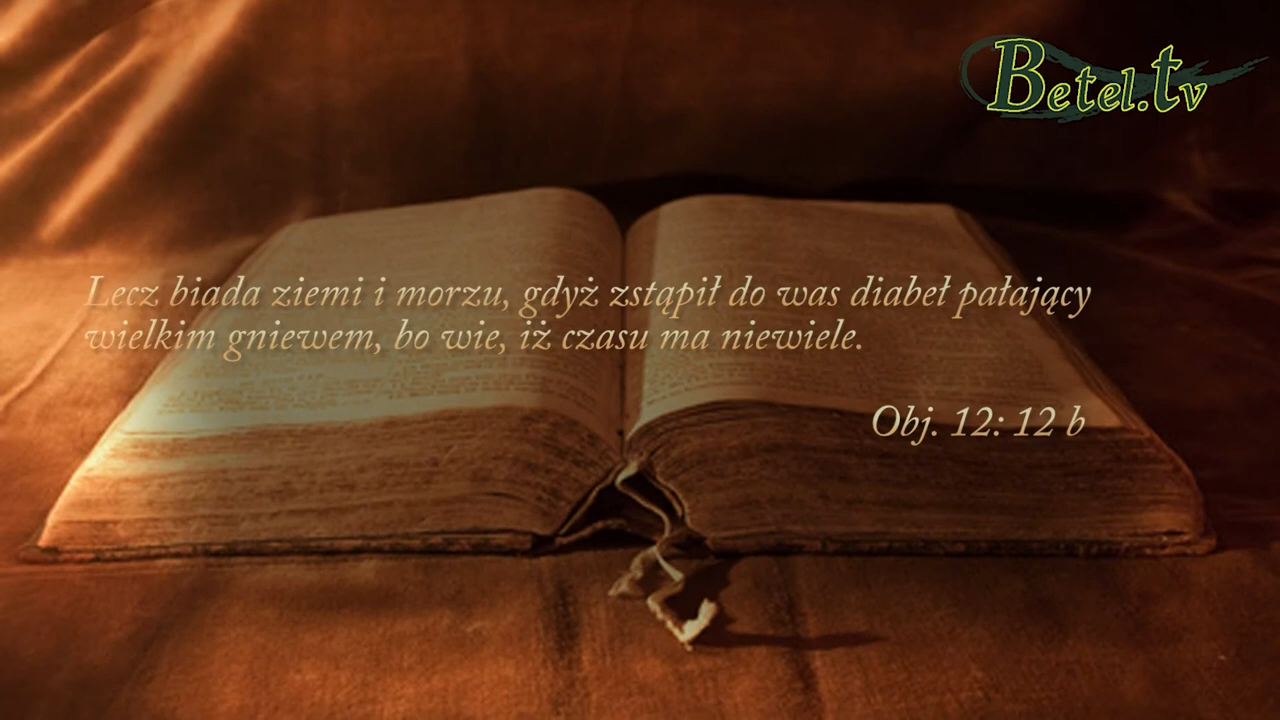 Betel.tv
Lecz biada ziemi i morzu, gdyż zstąpił do was diabeł pałający
wielkim gniewem, bo wie, iż czasu ma niewiele.
Obj. 12: 12 b